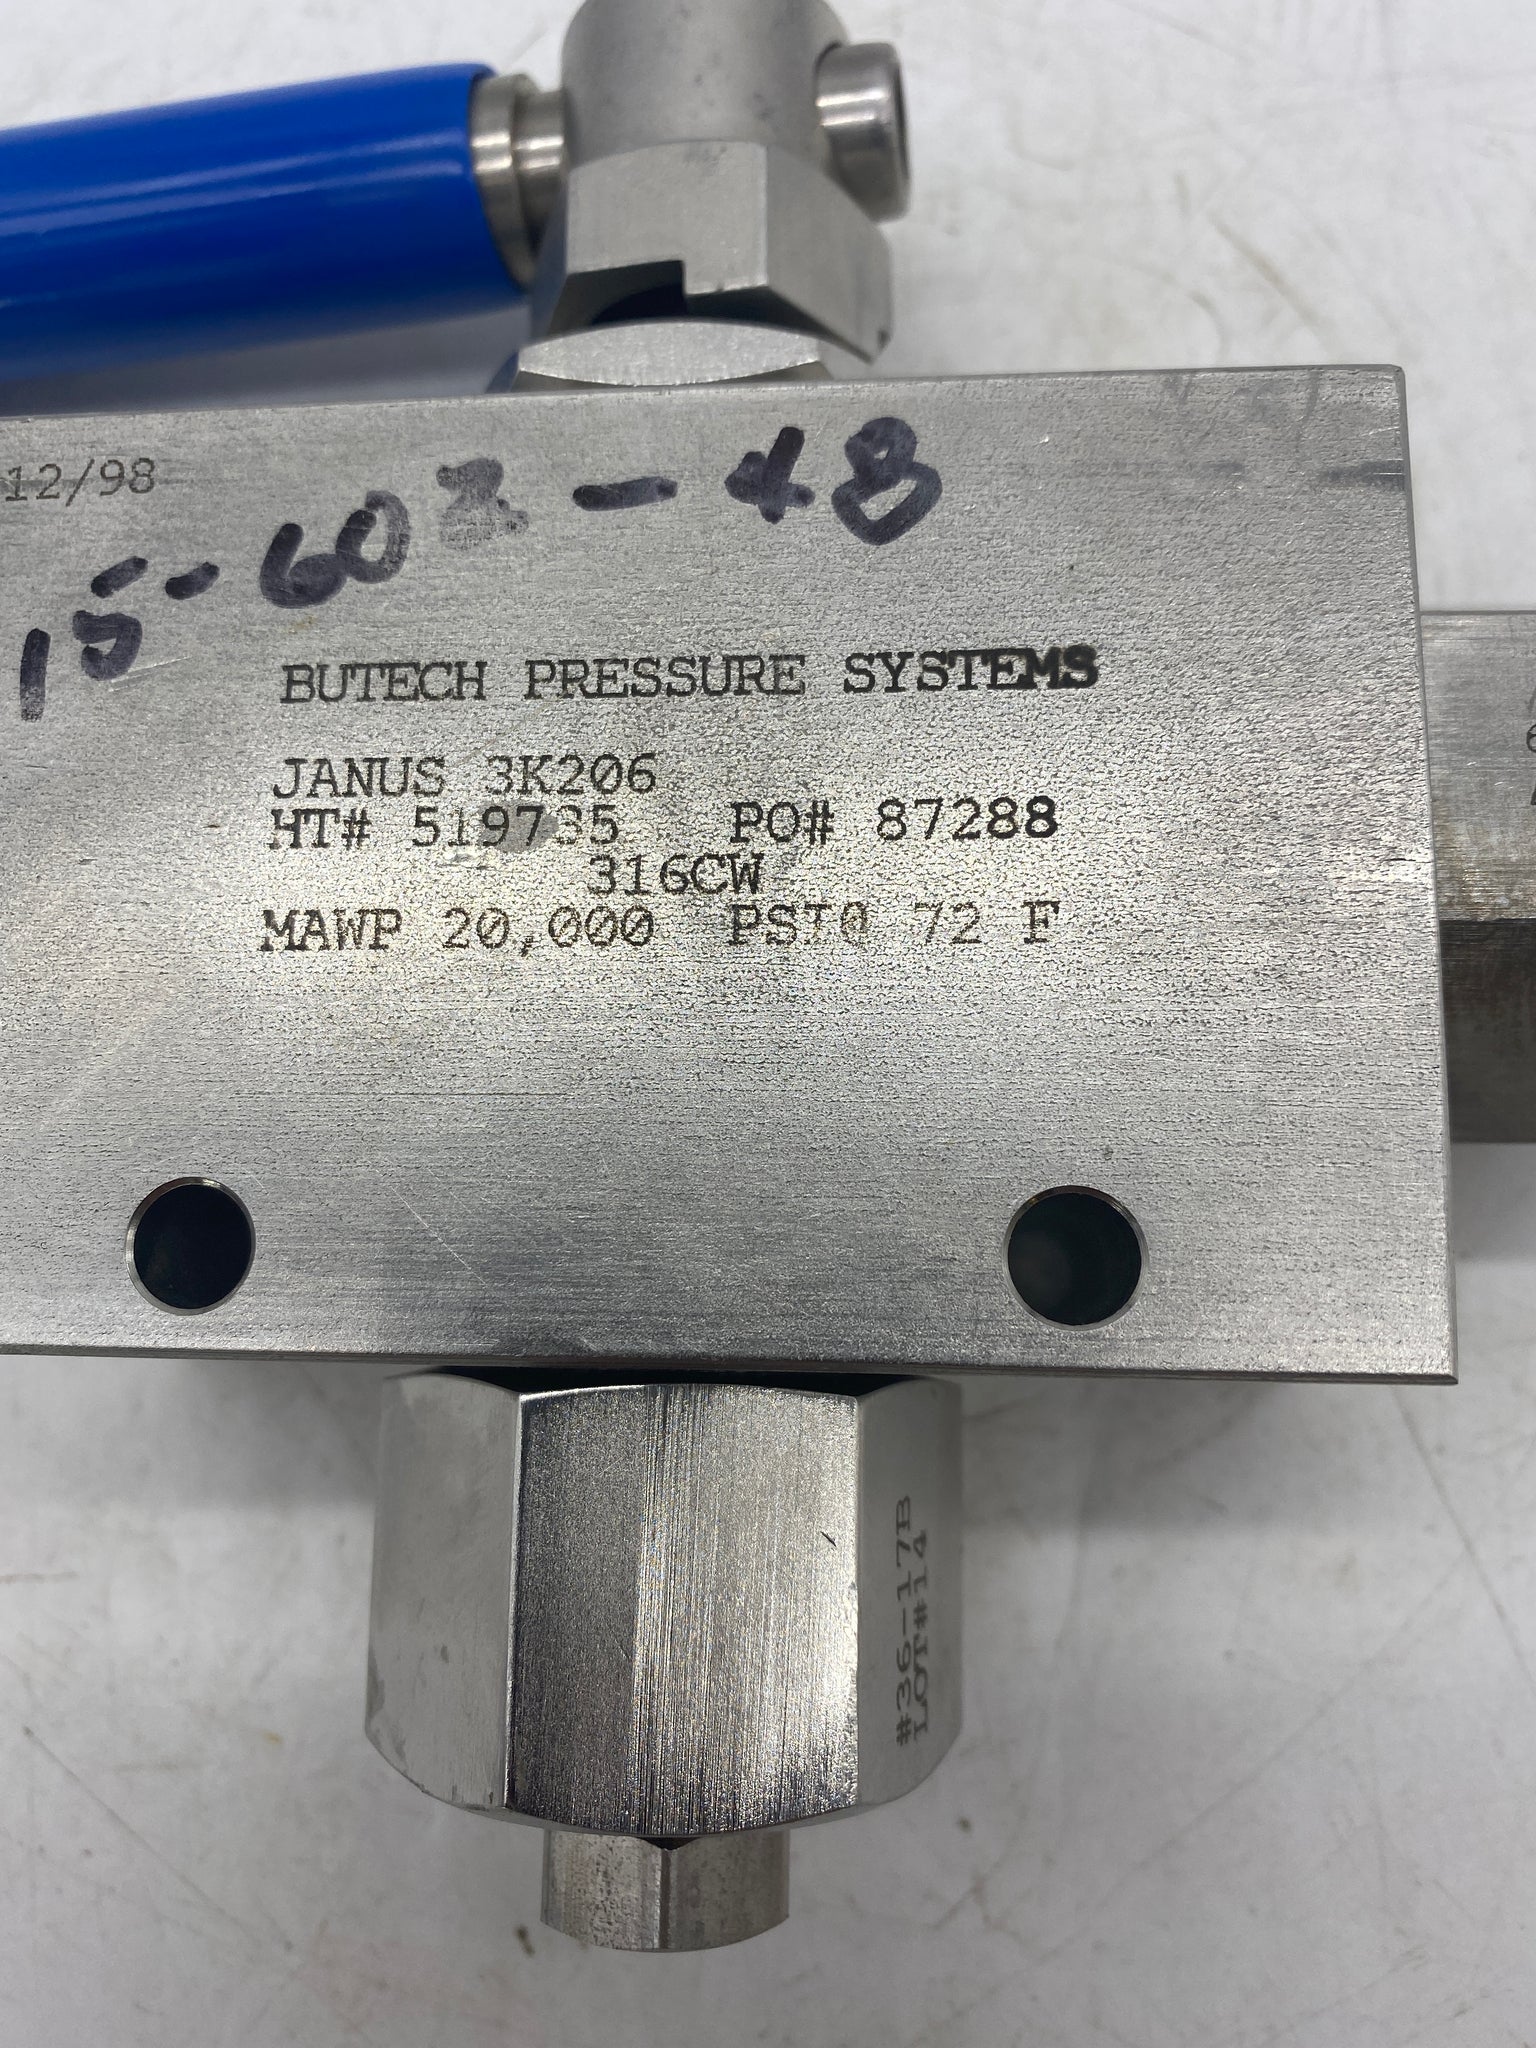 12/98
15-602-48
BUTECH PRESSURE SYSTEMS
JANUS 3K206
HT# 519735 PO# 87288
316CW
MAWP 20,000 PSI@ 72 F
#36-17B
LOT#14